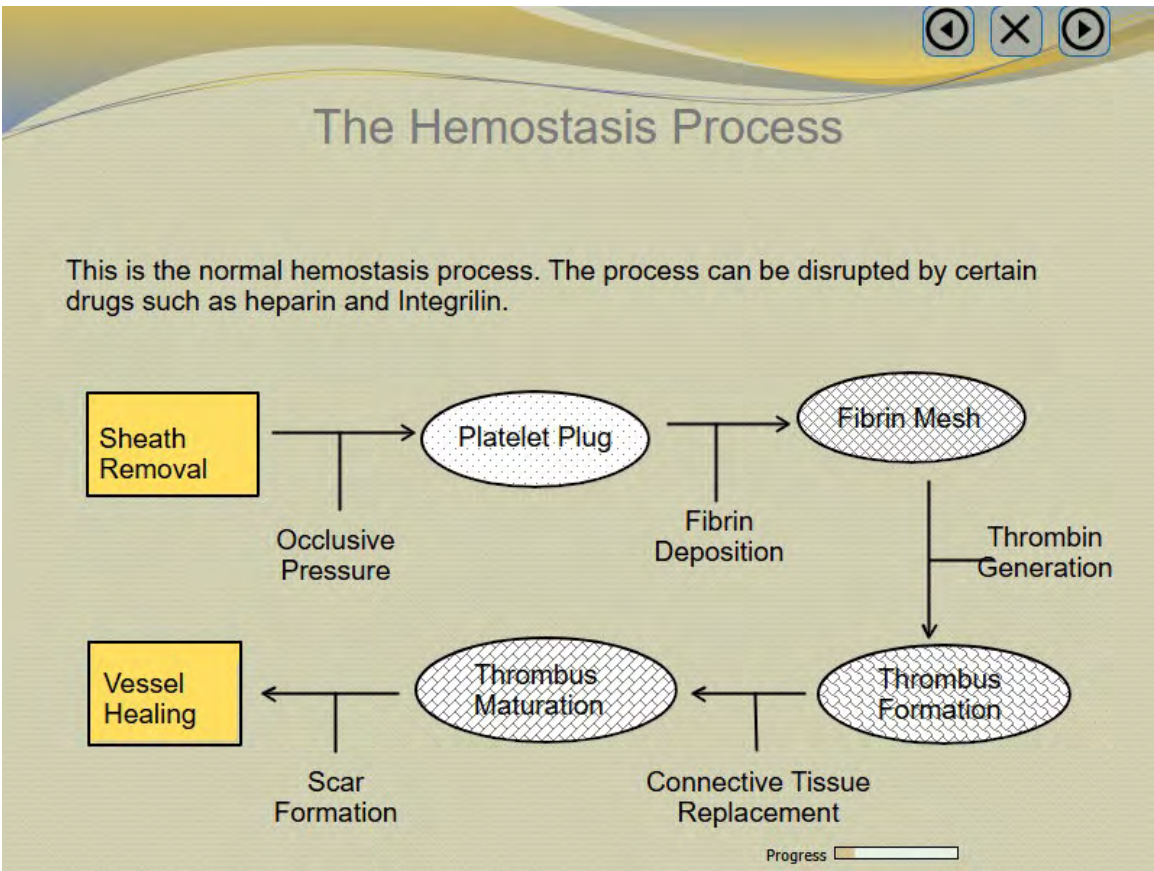 The Hemostasis Process
This is the normal hemostasis process. The process can be disrupted by certain
drugs such as heparin and Integrilin.
Sheath
Removal
Occlusive
Pressure
Platelet Plug
Fibrin
Deposition
Fibrin Mesh
Thrombin
Generation
Thrombus
Formation
Connective Tissue
Replacement
Thrombus
Maturation
Scar
Formation
Vessel
Healing
Progress